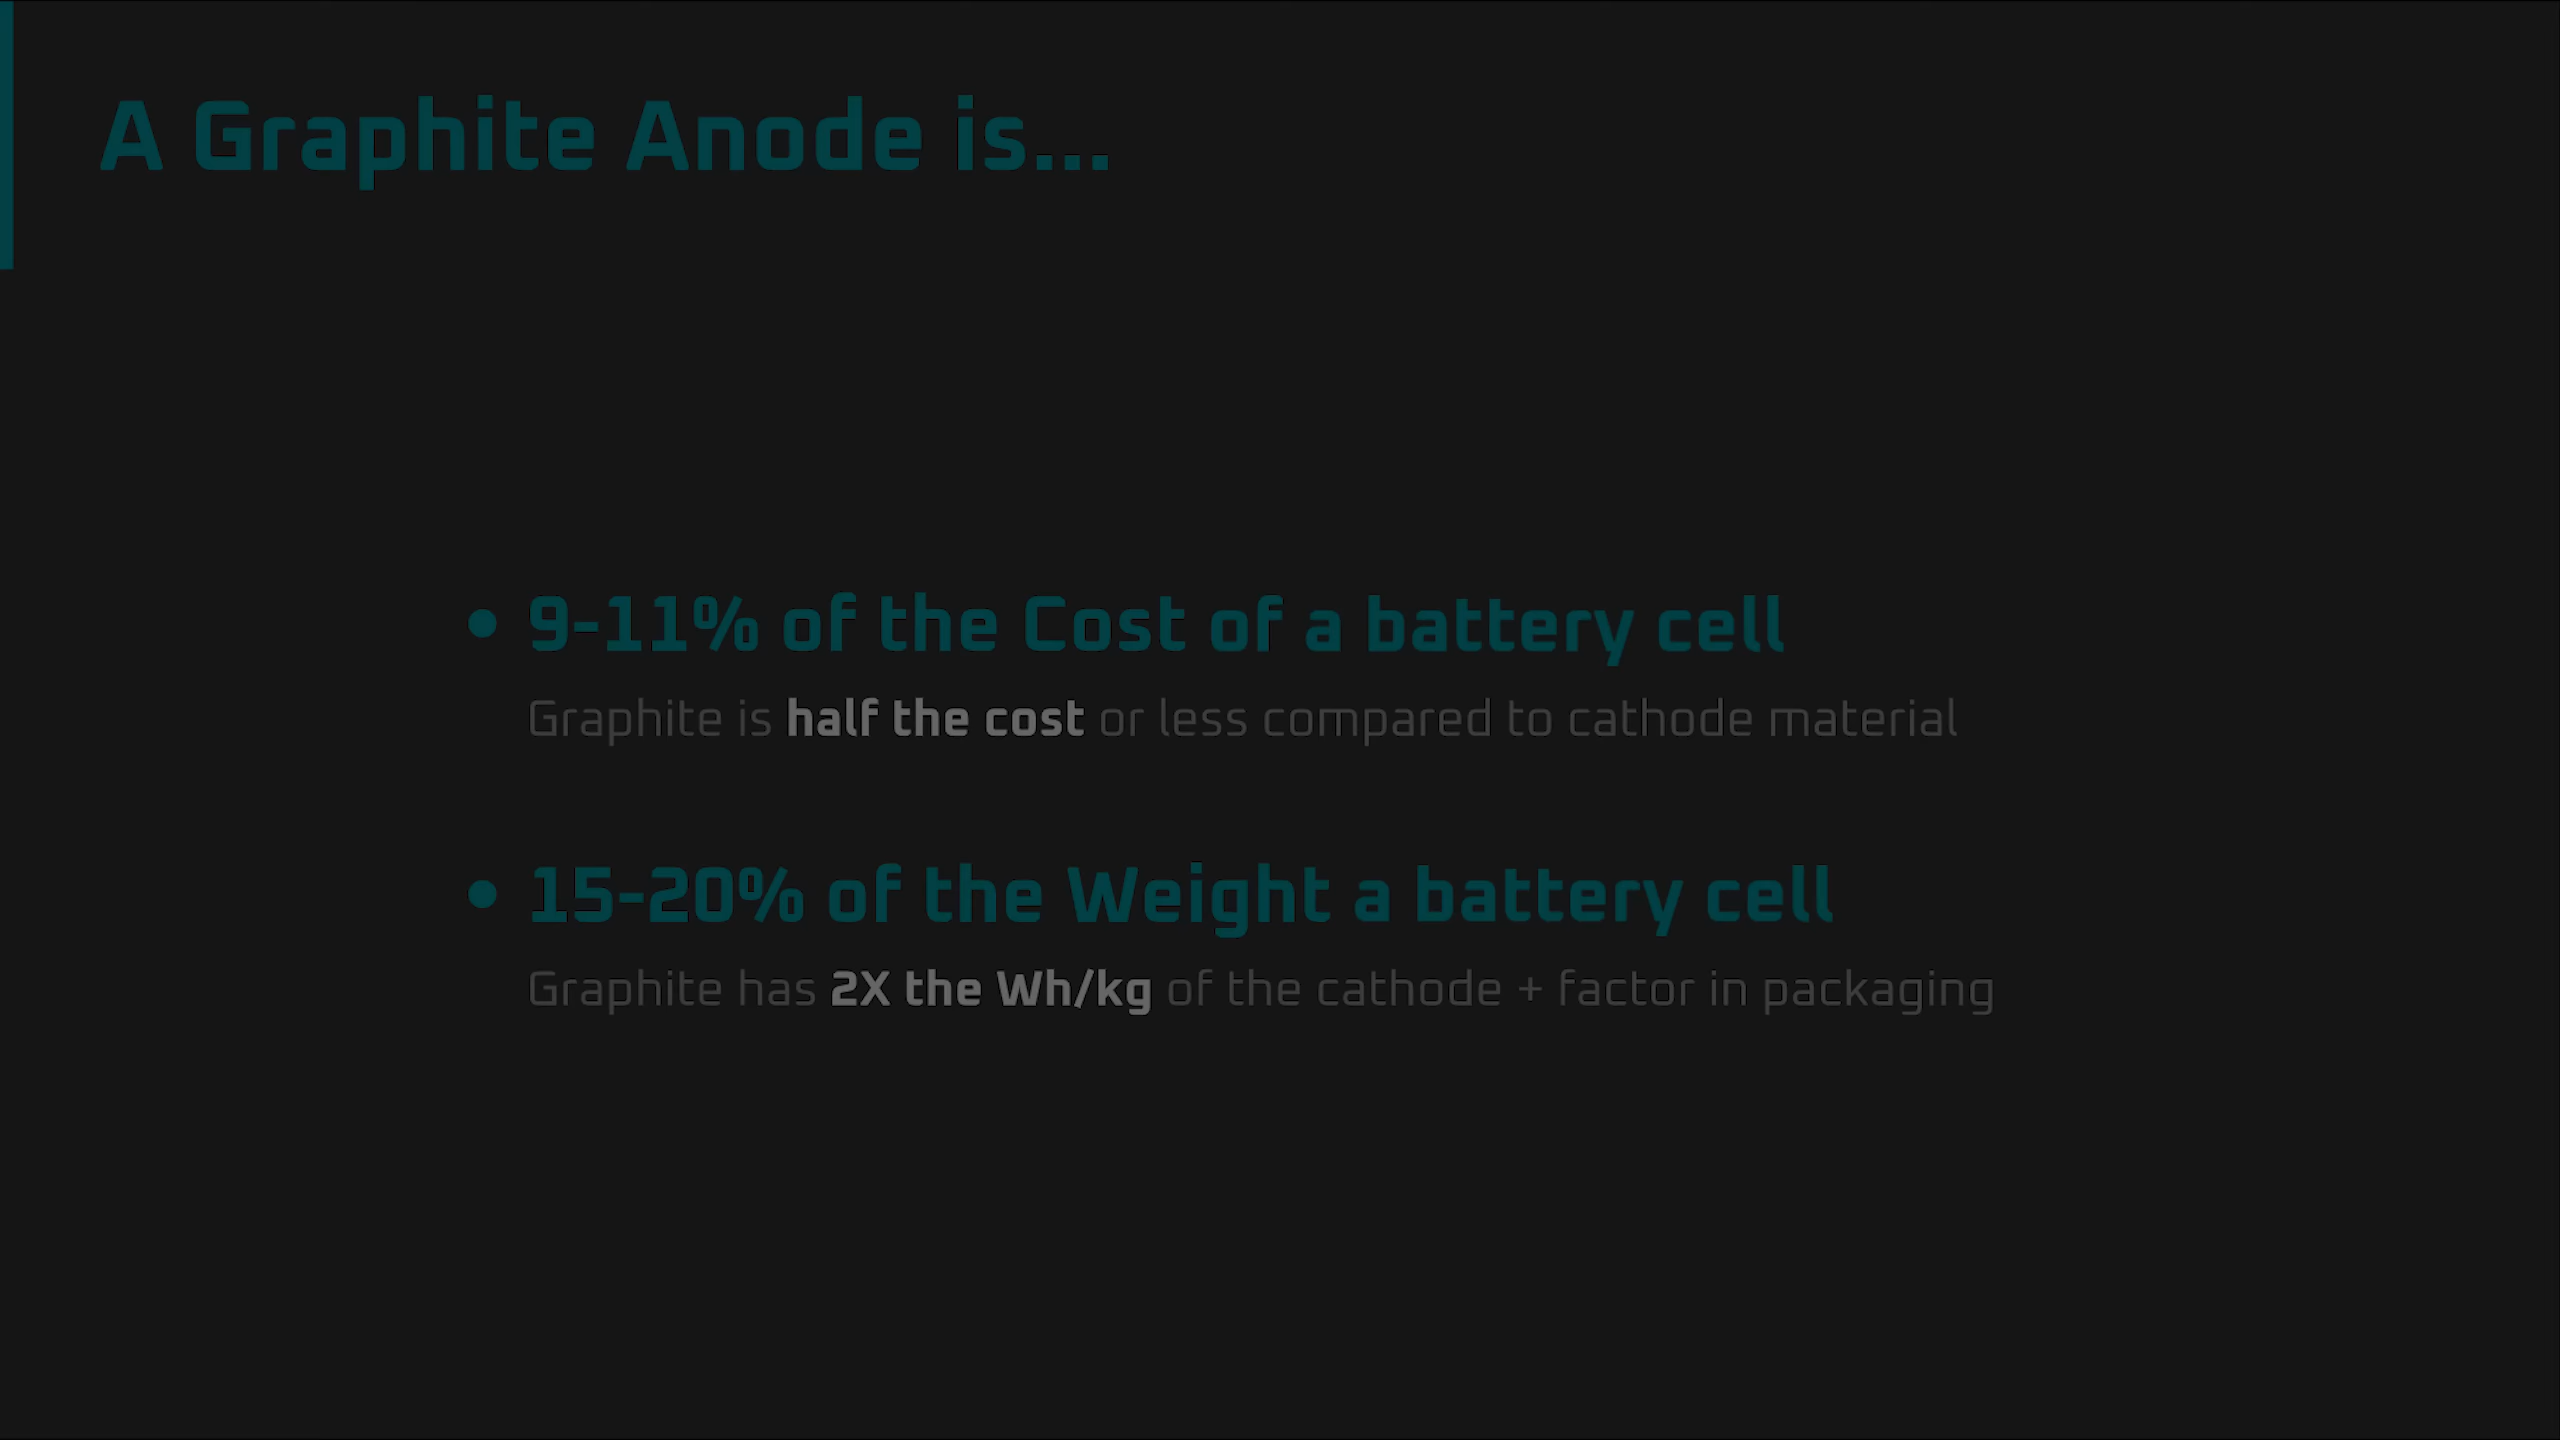 A Graphite Anode is...
• 9-11% of the Cost of a battery cell
Graphite is half the cost or less compared to cathode material
• 15-20% of the Weight a battery cell
Graphite has 2X the Wh/kg of the cathode + factor in packaging